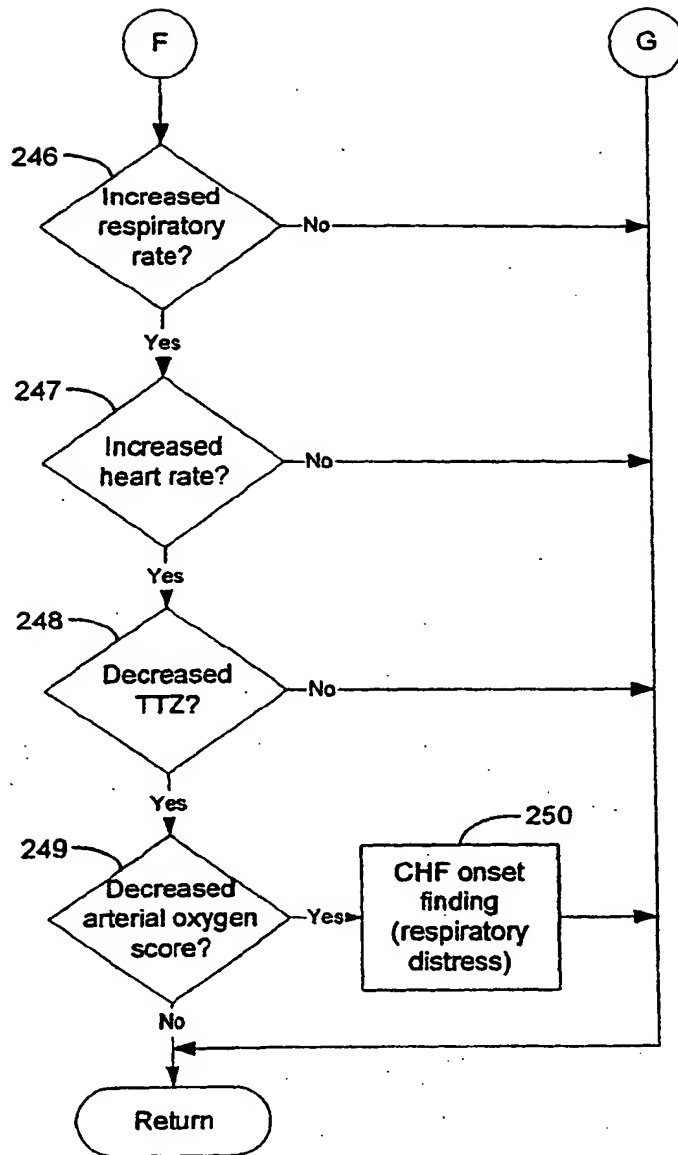 F
G
246
Increased
respiratory
rate?
No
Yes
247
Increased
heart rate?
No
Yes
248
Decreased
TTZ?
No
Yes
249
Decreased
arterial oxygen
score?
Yes
250
CHF onset
finding
(respiratory
distress)
No
Return